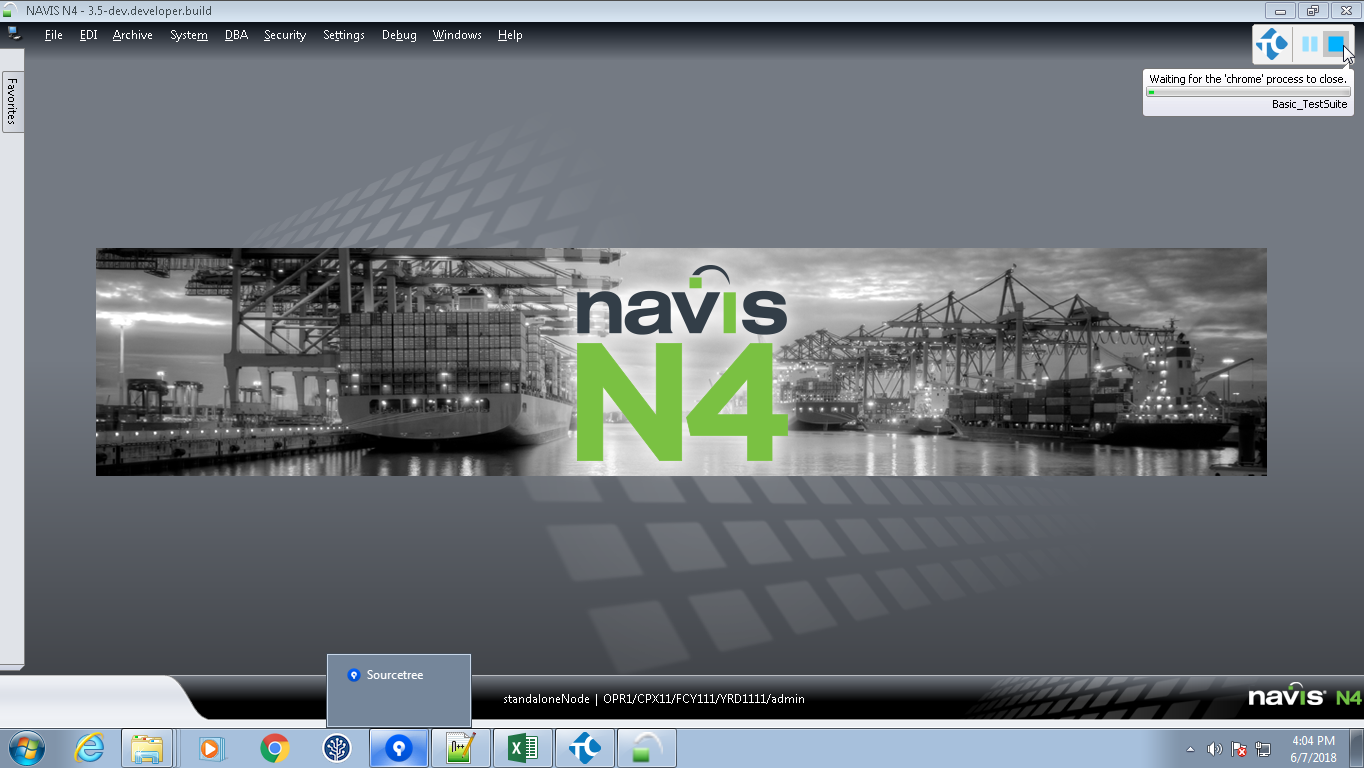 NAVIS N4 - 3.5-dev.developer.build
File EDI Archive System DBA Security Settings Debug Windows Help
Favorites
Waiting for the 'chrome' process to close.
Basic_TestSuite
navis
N4
Sourcetree
standaloneNode | OPR1/CPX11/FCY111/YRD1111/admin
navis N4
4:04 PM
6/7/2018